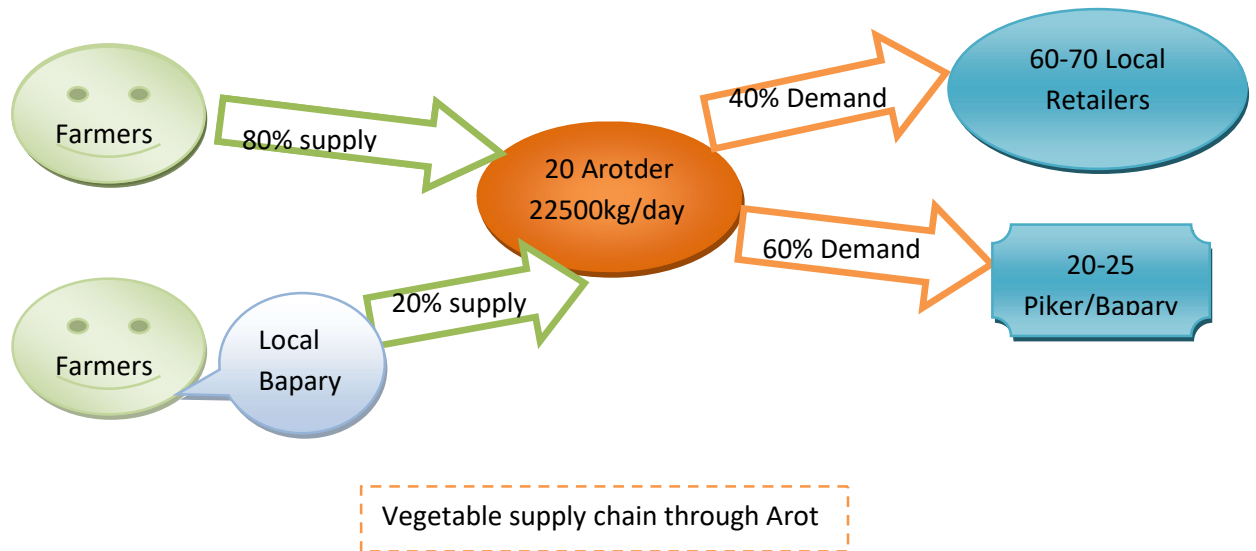 Farmers
80% supply
20 Arotder
22500kg/day
40% Demand
60-70 Local
Retailers
60% Demand
20-25
Piker/Bapary
Farmers
Local
Bapary
20% supply
Vegetable supply chain through Arot